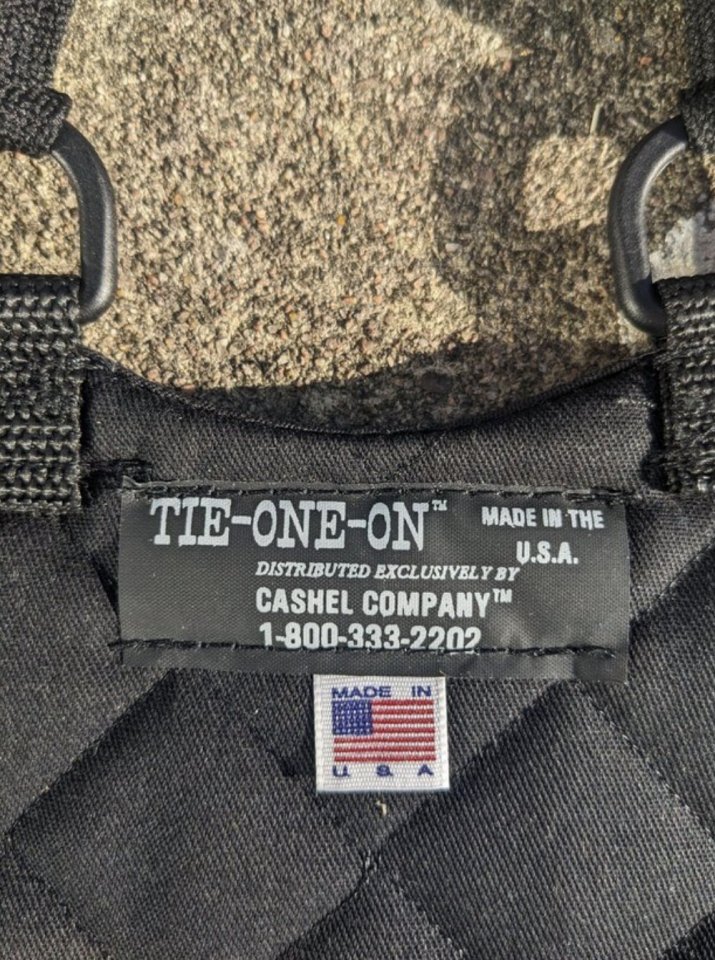 TIE-ONE-ON™ MADE IN THE
U.S.A.
DISTRIBUTED EXCLUSIVELY BY
CASHEL COMPANY™
1-800-333-2202
MADE IN
U S A